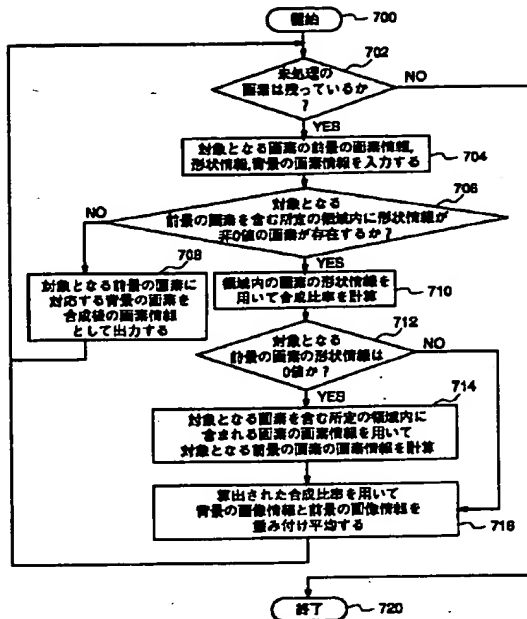 開始
700
702
未処理の
画素は残っているか
?
NO
YES
対象となる画素の前景の画素情報,
形状情報,背景の画素情報を入力する
704
706
対象となる
前景の画素を含む所定の領域内に形状情報が
非0値の画素が存在するか?
NO
YES
708
対象となる前景の画素に
対応する背景の画素を
合成後の画素情報
として出力する
領域内の画素の形状情報を
用いて合成比率を計算
710
712
対象となる
前景の画素の形状情報は
0値か?
NO
YES
714
対象となる画素を含む所定の領域内に
含まれる画素の画素情報を用いて
対象となる前景の画素の画素情報を計算
算出された合成比率を用いて
背景の画像情報と前景の画像情報を
重み付け平均する
716
終了
720